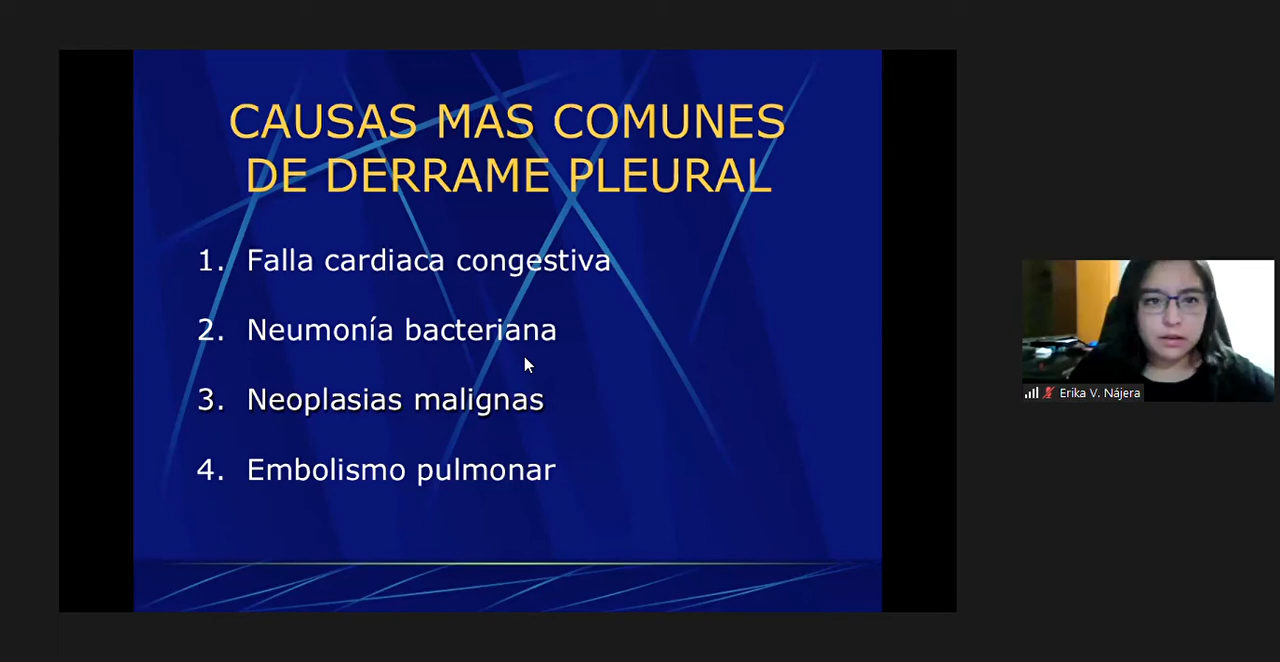 CAUSAS MAS COMUNES
DE DERRAME PLEURAL
1. Falla cardiaca congestiva
2. Neumonía bacteriana
3. Neoplasias malignas
4. Embolismo pulmonar
Erika V. Nájera